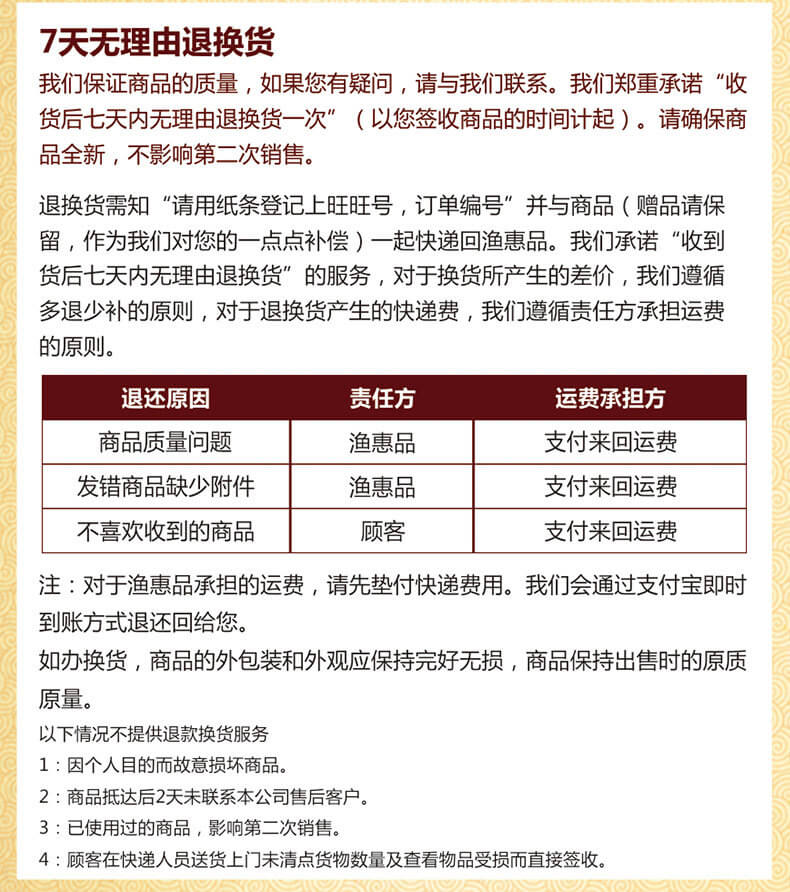 7天无理由退换货
我们保证商品的质量，如果您有疑问，请与我们联系。我们郑重承诺“收
货后七天内无理由退换货一次”（以您签收商品的时间计起）。请确保商
品全新，不影响第二次销售。
退换货需知“请用纸条登记上旺旺号，订单编号”并与商品（赠品请保
留，作为我们对您的一点点补偿）一起快递回渔惠品。我们承诺“收到
货后七天内无理由退换货”的服务，对于换货所产生的差价，我们遵循
多退少补的原则，对于退换货产生的快递费，我们遵循责任方承担运费
的原则。
退还原因 责任方 运费承担方
商品质量问题 渔惠品 支付来回运费
发错商品缺少附件 渔惠品 支付来回运费
不喜欢收到的商品 顾客 支付来回运费
注：对于渔惠品承担的运费，请先垫付快递费用。我们会通过支付宝即时
到账方式退还回给您。
如办换货，商品的外包装和外观应保持完好无损，商品保持出售时的原质
原量。
以下情况不提供退款换货服务
1：因个人目的而故意损坏商品。
2：商品抵达后2天未联系本公司售后客户。
3：已使用过的商品，影响第二次销售。
4：顾客在快递人员送货上门未清点货物数量及查看物品受损而直接签收。